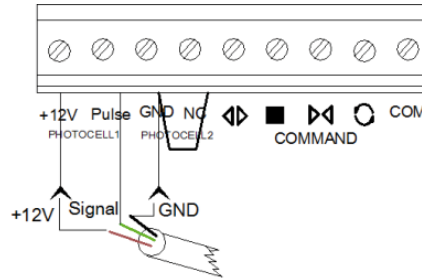 +12V Pulse GND NC COM
PHOTOCELL1 PHOTOCELL2 COMMAND
+12V Signal GND